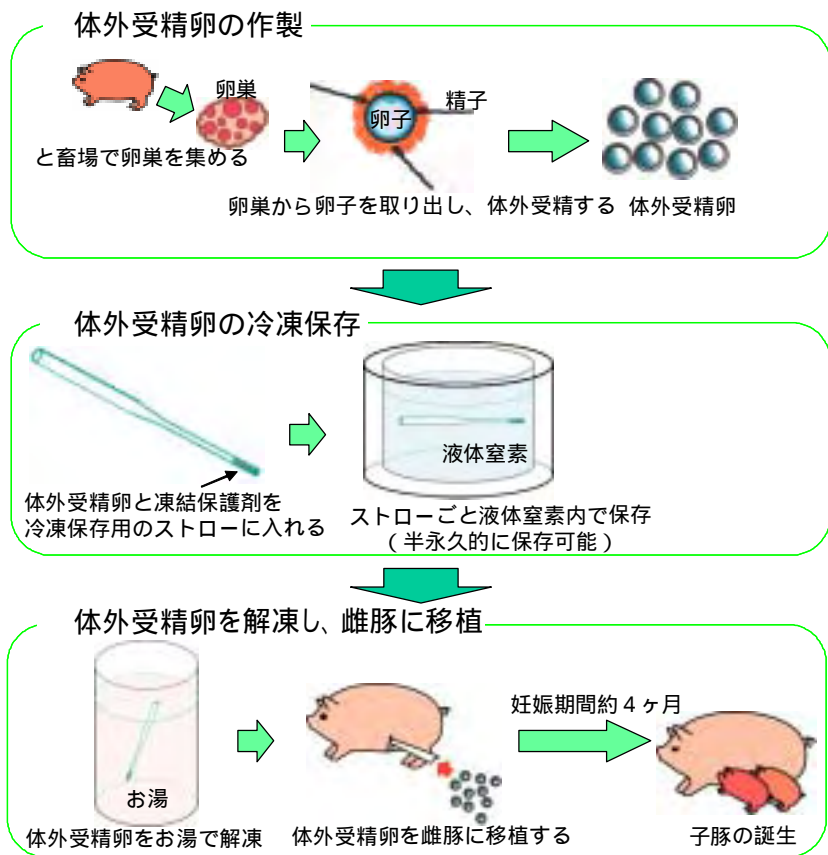 体外受精卵の作製
卵巣
卵子
精子
と畜場で卵巣を集める
卵巣から卵子を取り出し、体外受精する
体外受精卵
体外受精卵の冷凍保存
液体窒素
体外受精卵と凍結保護剤を
冷凍保存用のストローに入れる
ストローごと液体窒素内で保存
(半永久的に保存可能)
体外受精卵を解凍し、雌豚に移植
妊娠期間約4ヶ月
お湯
体外受精卵をお湯で解凍
体外受精卵を雌豚に移植する
子豚の誕生